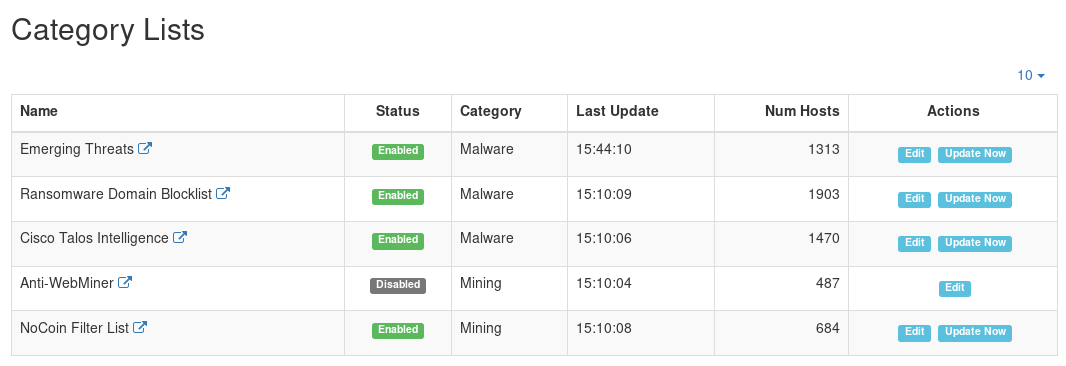 Category Lists
10
Name Status Category Last Update Num Hosts Actions
Emerging Threats Enabled Malware 15:44:10 1313 Edit Update Now
Ransomware Domain Blocklist Enabled Malware 15:10:09 1903 Edit Update Now
Cisco Talos Intelligence Enabled Malware 15:10:06 1470 Edit Update Now
Anti-WebMiner Disabled Mining 15:10:04 487 Edit
NoCoin Filter List Enabled Mining 15:10:08 684 Edit Update Now